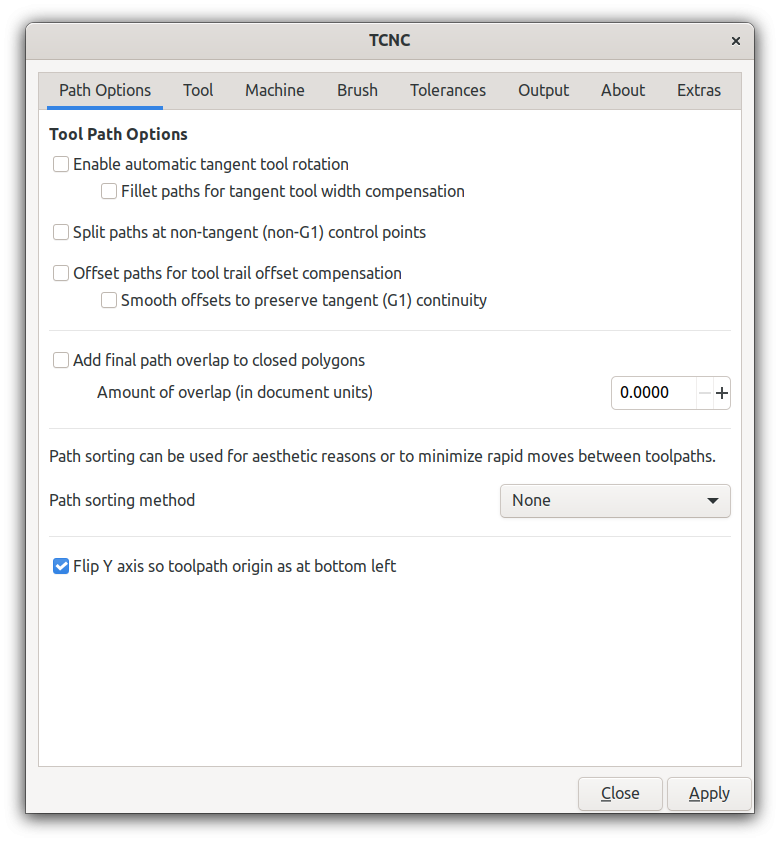 TCNC
Path Options Tool Machine Brush Tolerances Output About Extras
Tool Path Options
Enable automatic tangent tool rotation
Fillet paths for tangent tool width compensation
Split paths at non-tangent (non-G1) control points
Offset paths for tool trail offset compensation
Smooth offsets to preserve tangent (G1) continuity
Add final path overlap to closed polygons
Amount of overlap (in document units) 0.0000
Path sorting can be used for aesthetic reasons or to minimize rapid moves between toolpaths.
Path sorting method None
Flip Y axis so toolpath origin as at bottom left
Close Apply